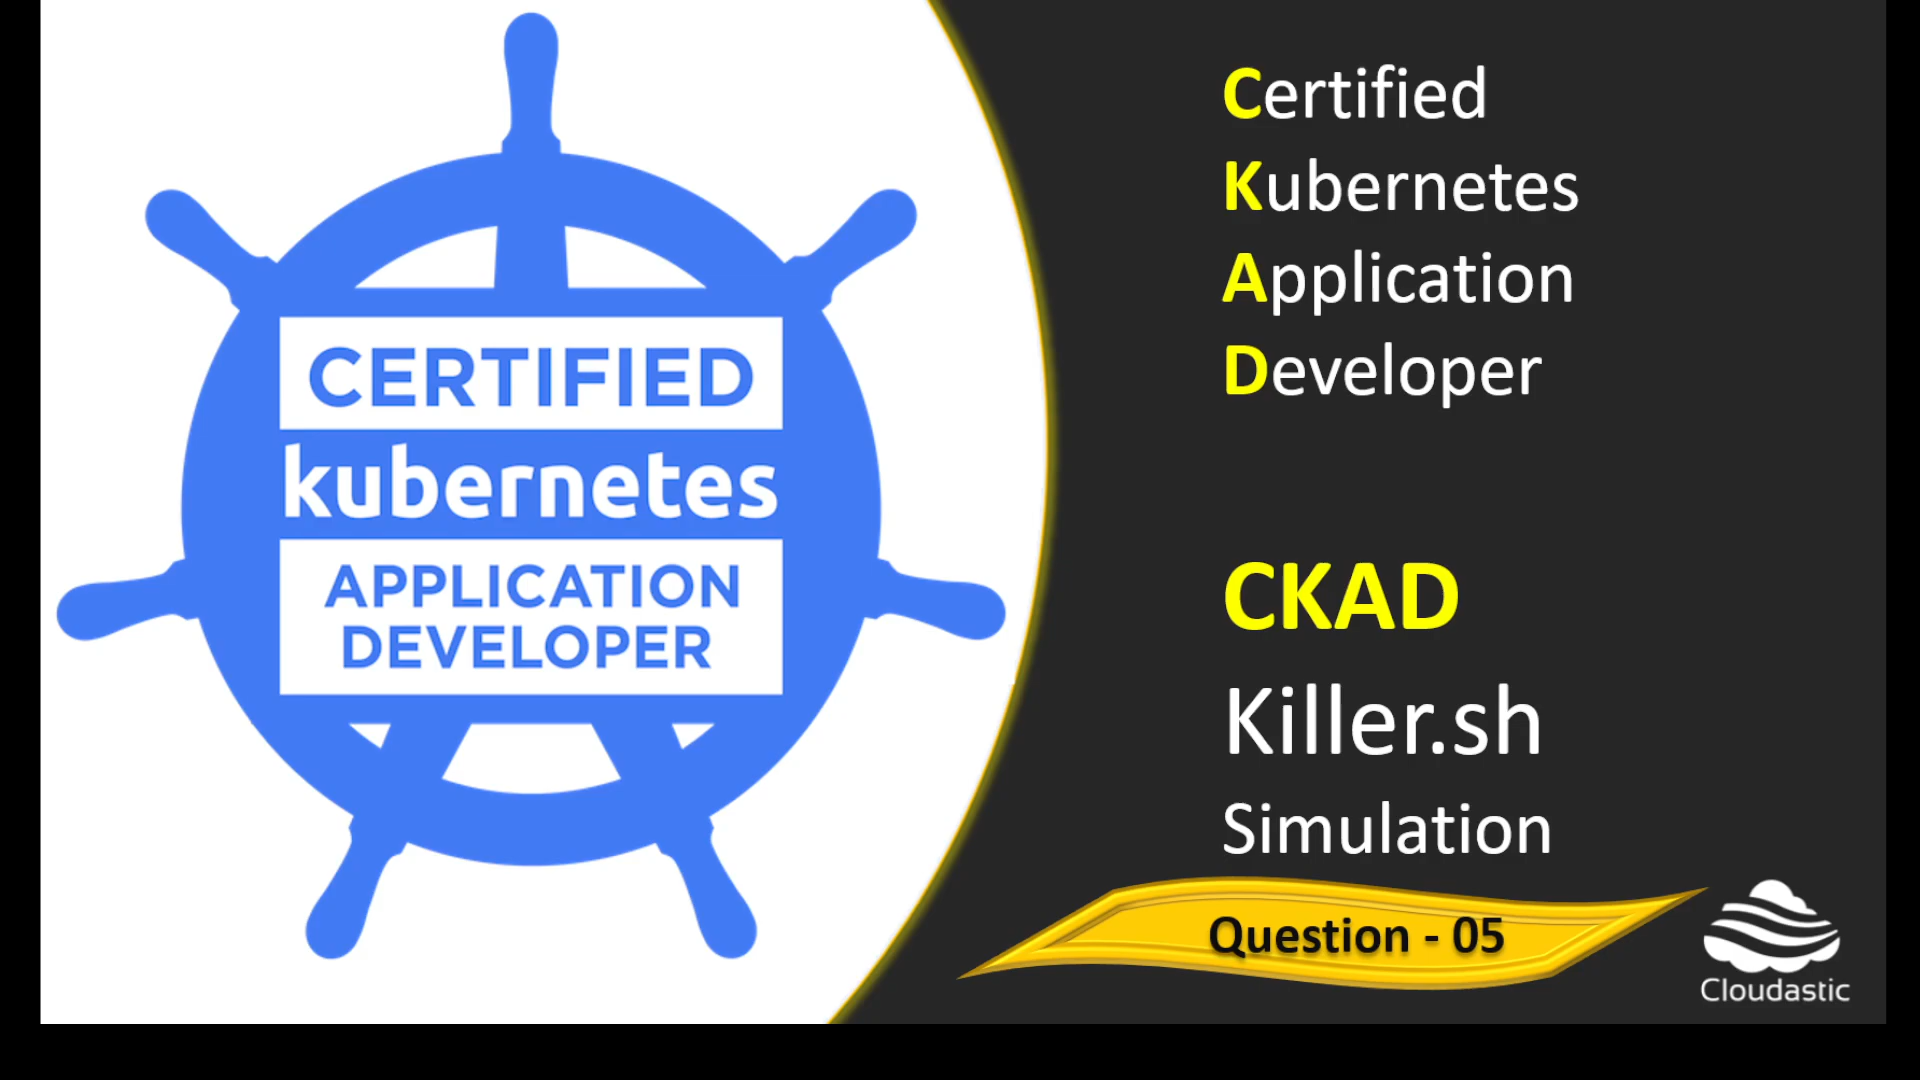 CERTIFIED
kubernetes
APPLICATION
DEVELOPER
Certified
Kubernetes
Application
Developer
CKAD
Killer.sh
Simulation
Question - 05
Cloudastic